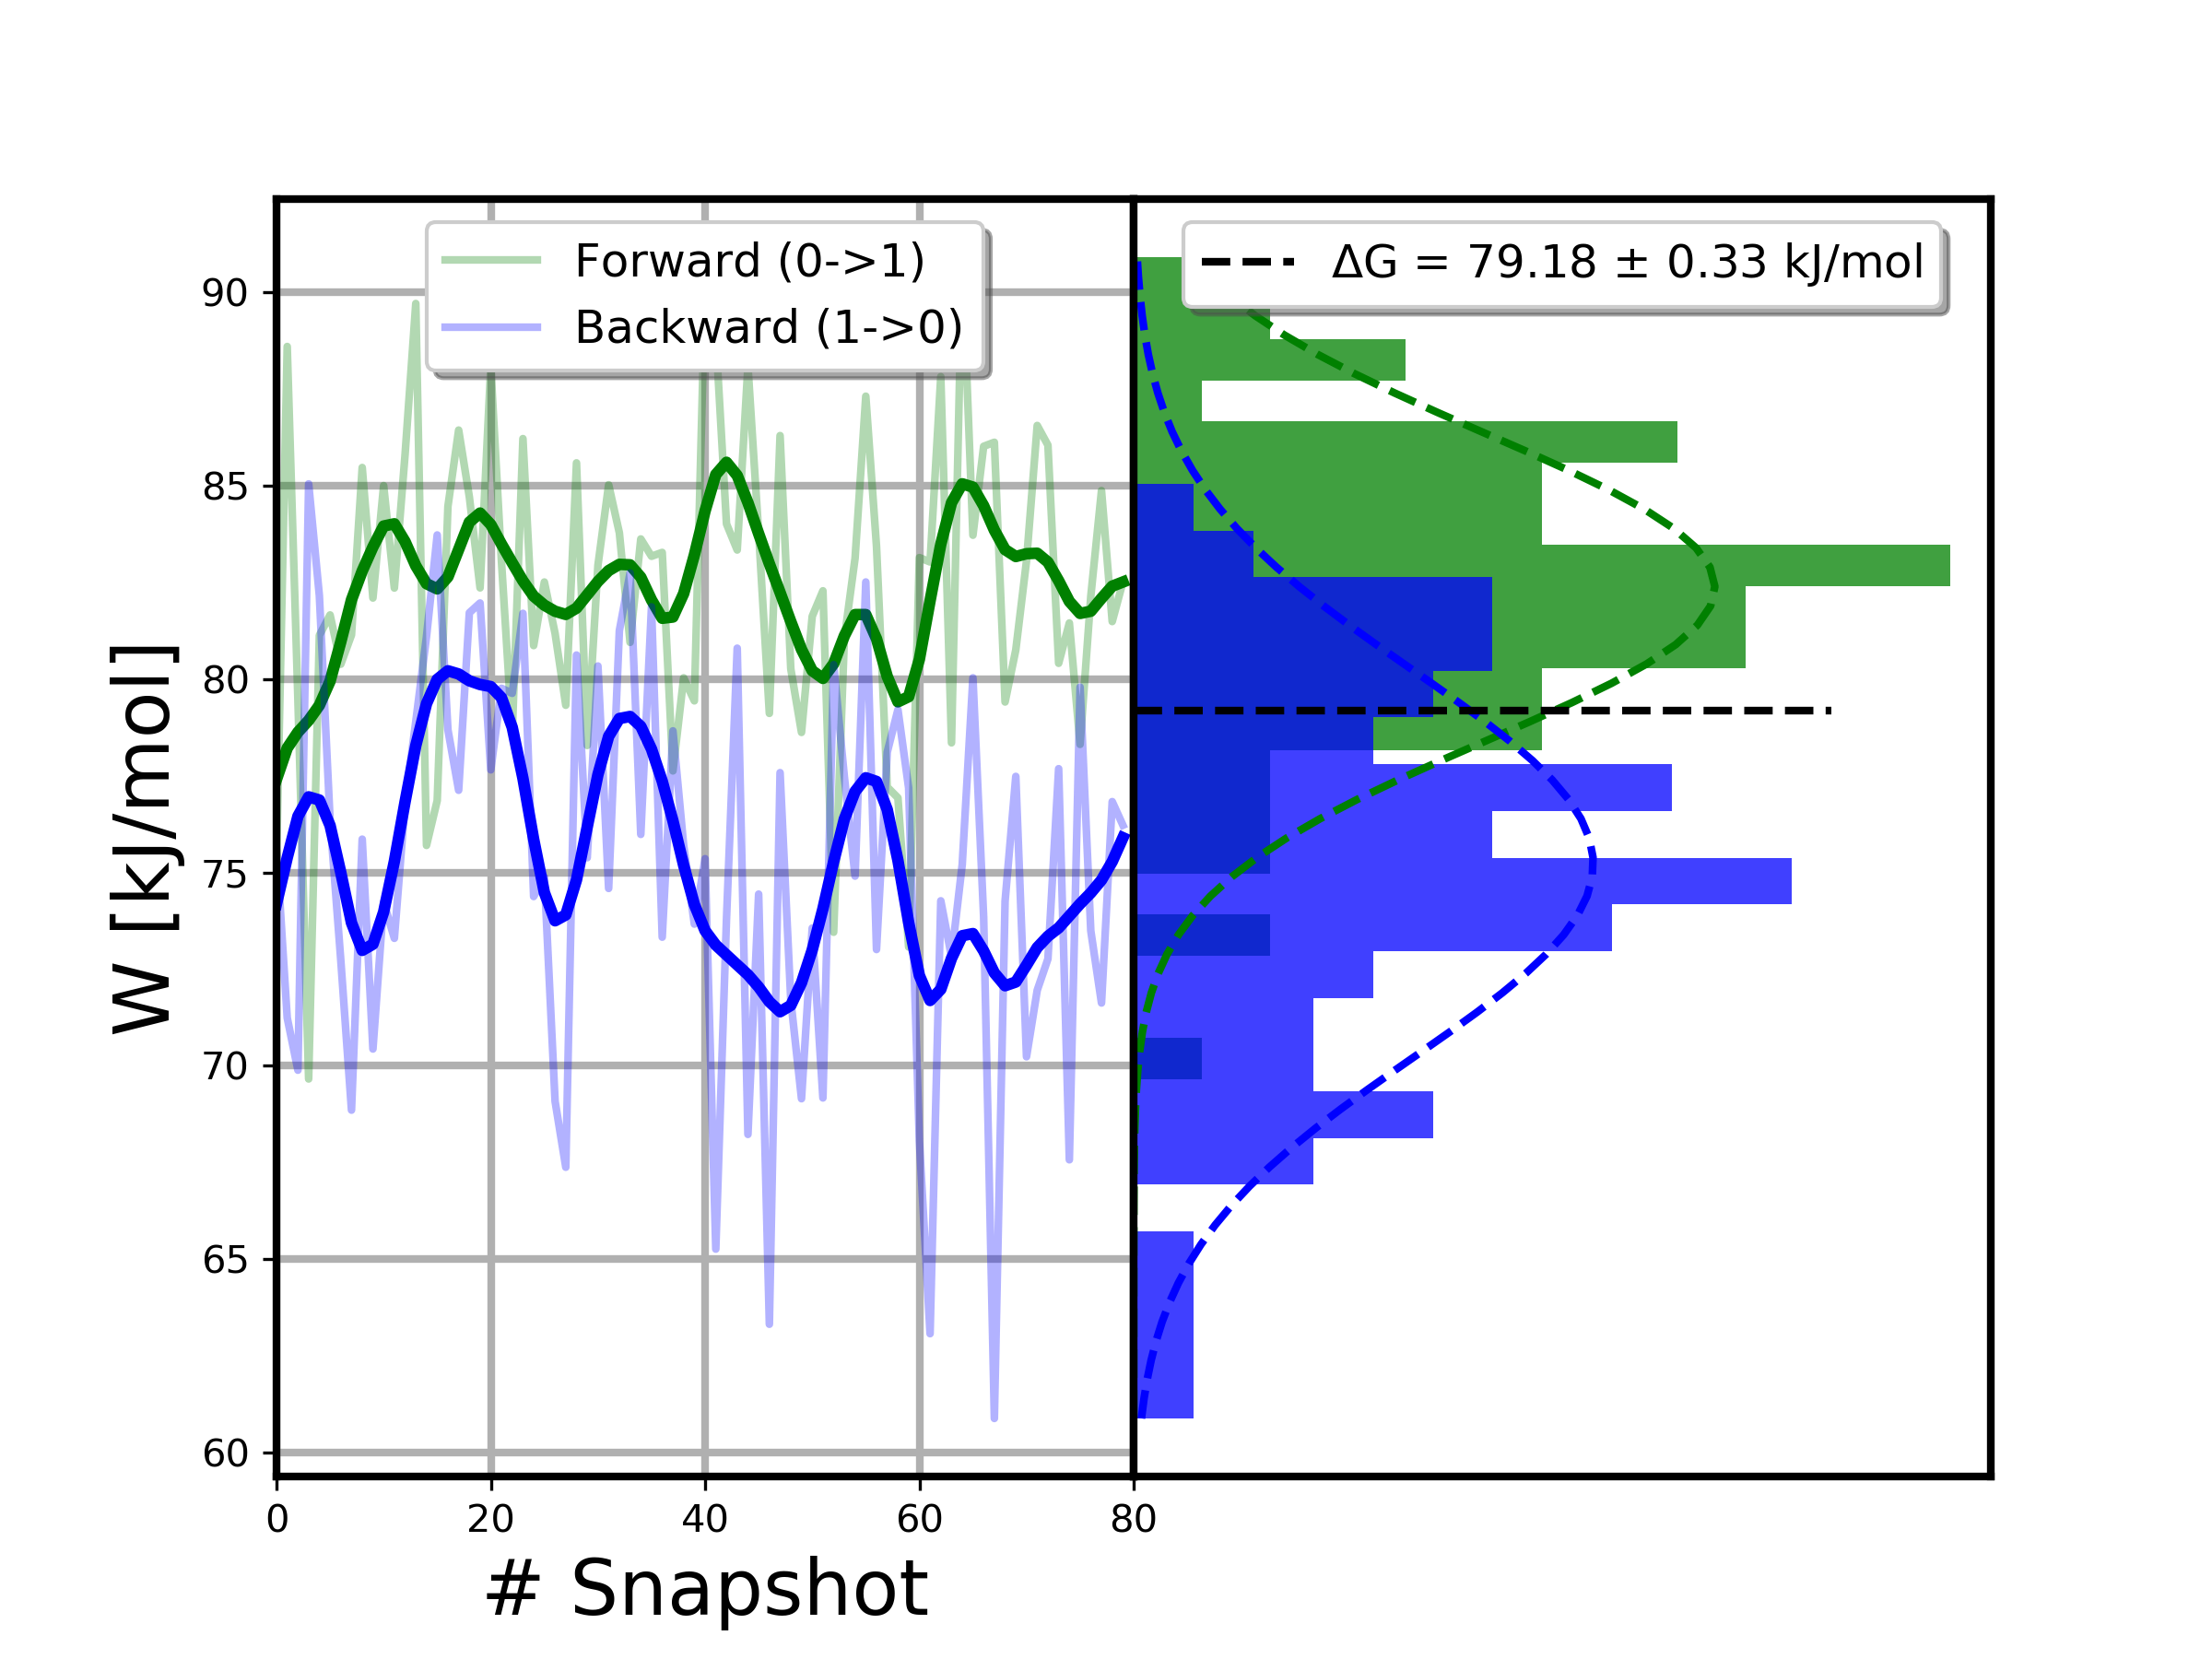 Forward (0->1)
Backward (1->0)
ΔG = 79.18 ± 0.33 kJ/mol
90
85
80
75
70
65
60
W [kJ/mol]
0 20 40 60 80
# Snapshot